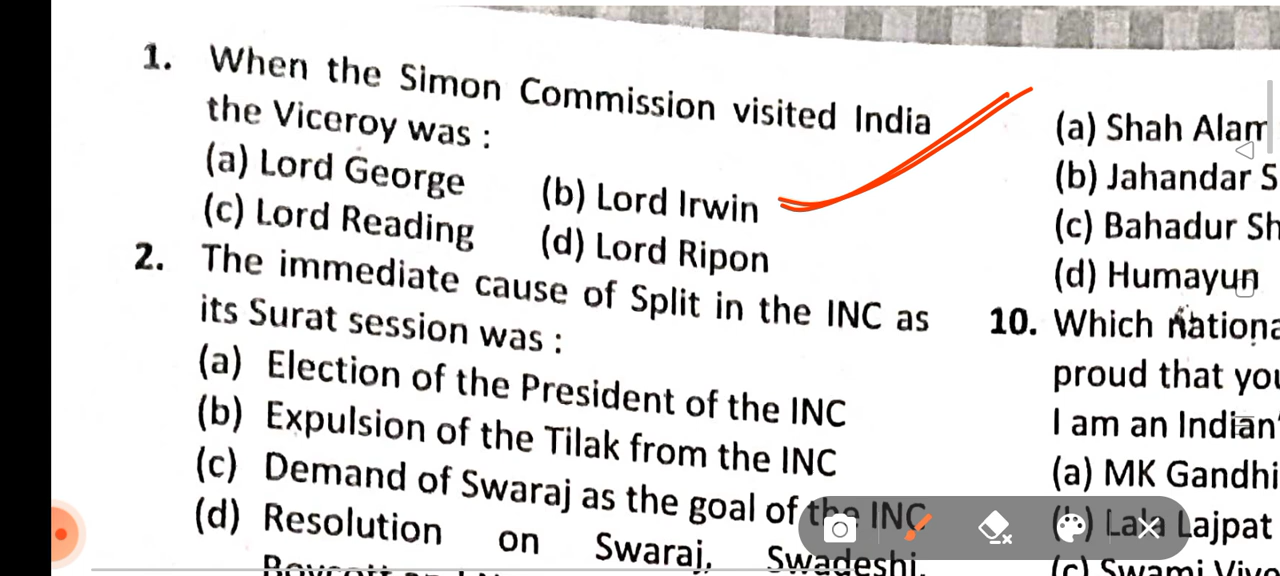 1. When the Simon Commission visited India
the Viceroy was :
(a) Lord George (b) Lord Irwin
(c) Lord Reading (d) Lord Ripon
2. The immediate cause of Split in the INC as
its Surat session was :
(a) Election of the President of the INC
(b) Expulsion of the Tilak from the INC
(c) Demand of Swaraj as the goal of the INC
(d) Resolution on Swaraj, Swadeshi,
(a) Shah Alam
(b) Jahandar S
(c) Bahadur Sh
(d) Humayun
10. Which nationa
proud that you
I am an Indian'
(a) MK Gandhi
(b) Lala Lajpat
(c) Swami Vive